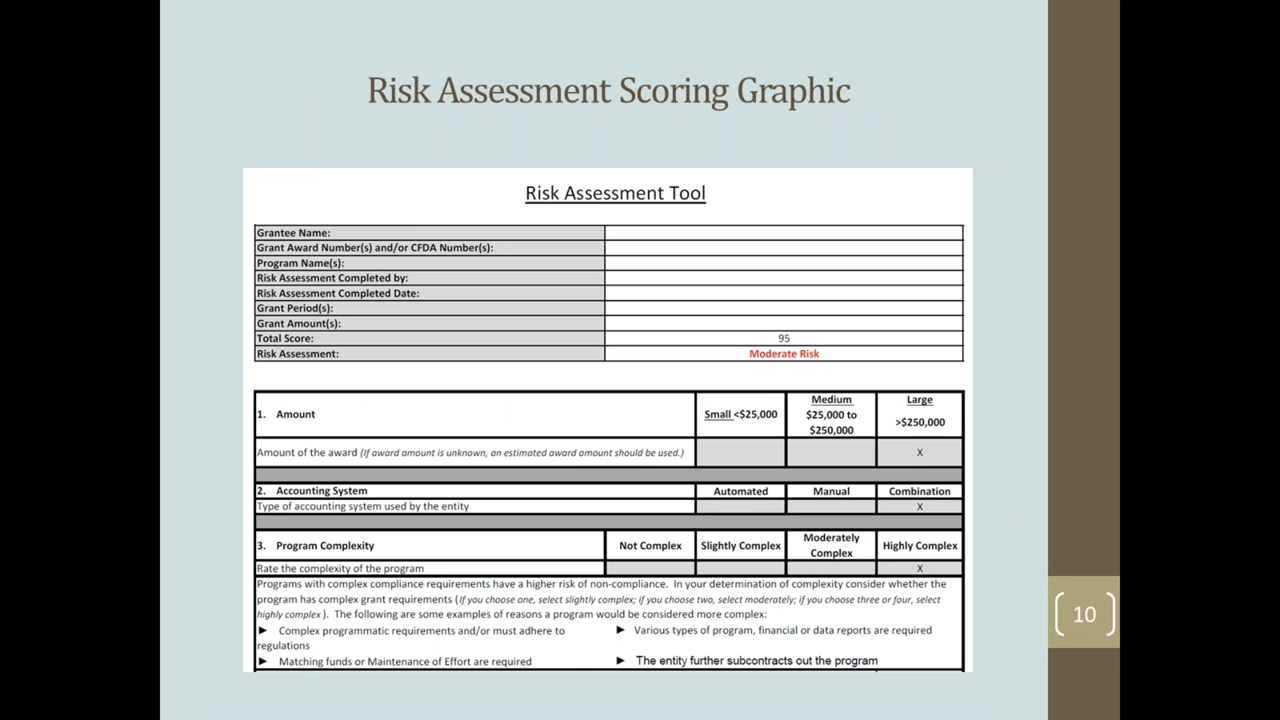 Risk Assessment Scoring Graphic
Risk Assessment Tool
Grantee Name:
Grant Award Number(s) and/or CFDA Number(s):
Program Name(s):
Risk Assessment Completed by:
Risk Assessment Completed Date:
Grant Period(s):
Grant Amount(s):
Total Score: 95
Risk Assessment: Moderate Risk
1. Amount
Small <$25,000
Medium
$25,000 to
$250,000
Large
>$250,000
Amount of the award (If award amount is unknown, an estimated award amount should be used.) X
2. Accounting System Automated Manual Combination
Type of accounting system used by the entity X
3. Program Complexity Not Complex Slightly Complex
Moderately
Complex
Highly Complex
Rate the complexity of the program X
Programs with complex compliance requirements have a higher risk of non-compliance. In your determination of complexity consider whether the
program has complex grant requirements (If you choose one, select slightly complex; if you choose two, select moderately; if you choose three or four, select
highly complex ). The following are some examples of reasons a program would be considered more complex:
► Complex programmatic requirements and/or must adhere to
regulations
► Various types of program, financial or data reports are required
► Matching funds or Maintenance of Effort are required
► The entity further subcontracts out the program
10